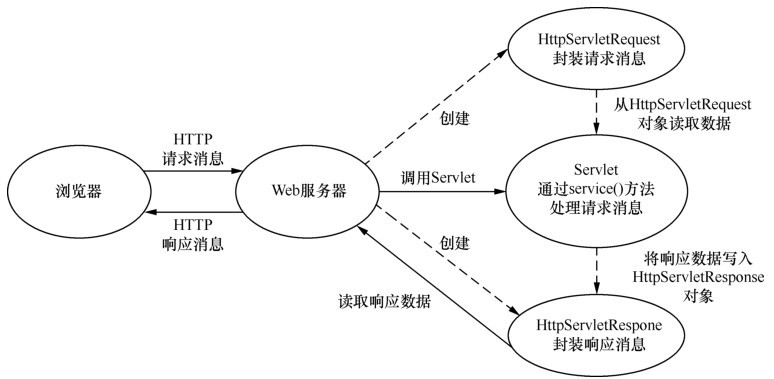 HttpServletRequest
封装请求消息
创建
从HttpServletRequest
对象读取数据
HTTP
请求消息
浏览器
Web服务器
调用Servlet
Servlet
通过service()方法
处理请求消息
HTTP
响应消息
创建
将响应数据写入
HttpServletResponse
对象
读取响应数据
HttpServletRespone
封装响应消息